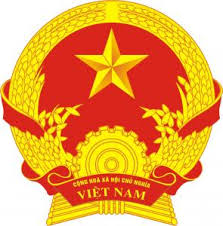 CỘNG HOÀ XÃ HỘI CHỦ NGHĨA
VIỆT NAM